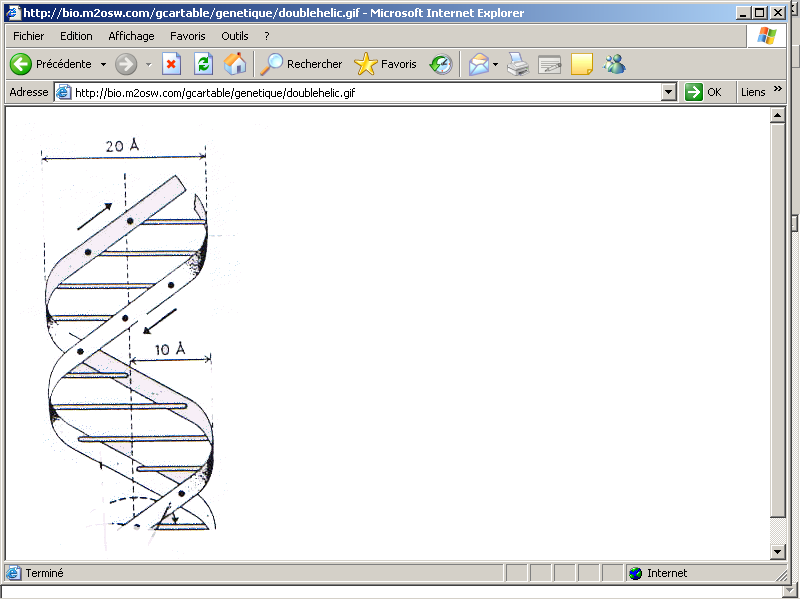 http://bio.m2osw.com/gcartable/genetique/doublehelic.gif - Microsoft Internet Explorer
Fichier Edition Affichage Favoris Outils ?
Précédente Rechercher Favoris
Adresse http://bio.m2osw.com/gcartable/genetique/doublehelic.gif OK Liens »
20 Å
10 Å
Terminé Internet